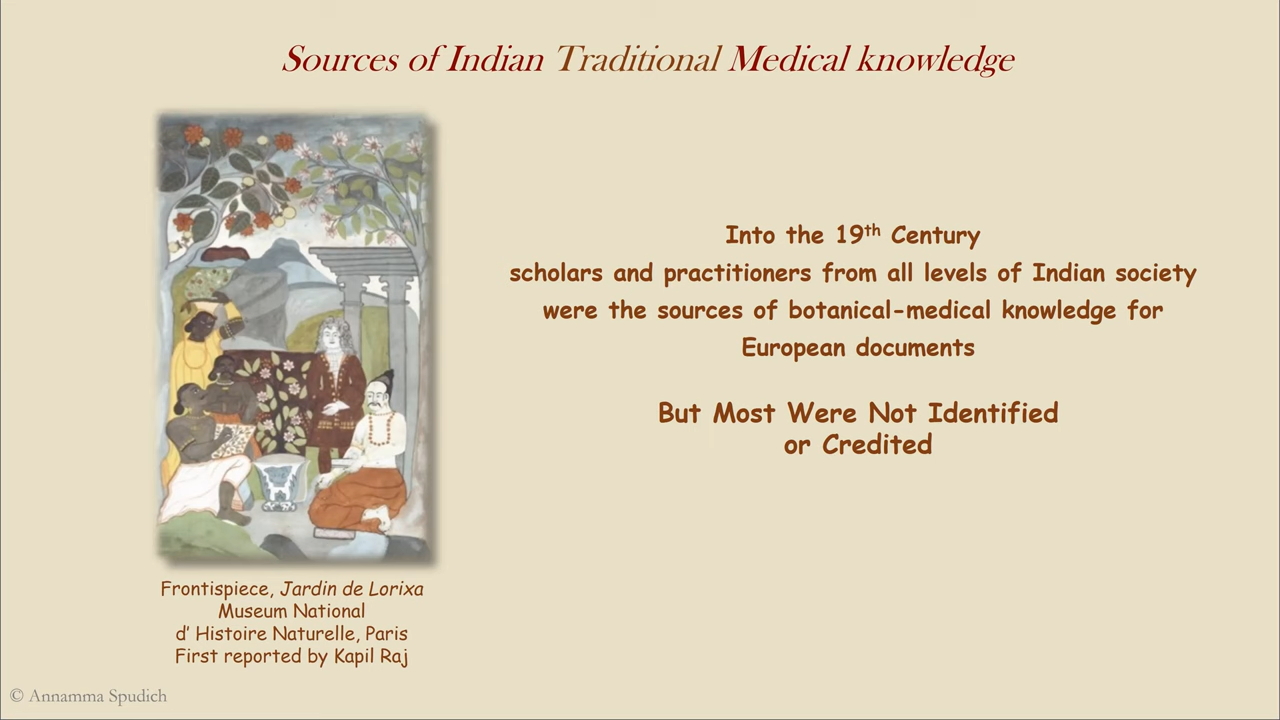 Sources of Indian Traditional Medical knowledge
Into the 19th Century
scholars and practitioners from all levels of Indian society
were the sources of botanical-medical knowledge for
European documents
But Most Were Not Identified
or Credited
Frontispiece, Jardin de Lorixa
Museum National
d' Histoire Naturelle, Paris
First reported by Kapil Raj
© Annamma Spudich